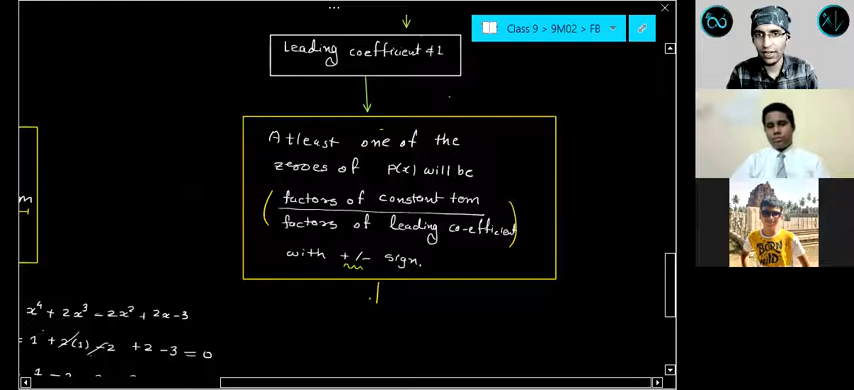 Class 9 > 9M02 > FB
Leading coefficient ≠1
Atleast one of the
zeroes of p(x) will be
factors of constant term
factors of leading co-efficient
with +/- sign.
m
x⁴ + 2x³ - 2x² + 2x - 3
= 1 + 2(1) - 2 + 2 - 3 = 0
BORN
WILD